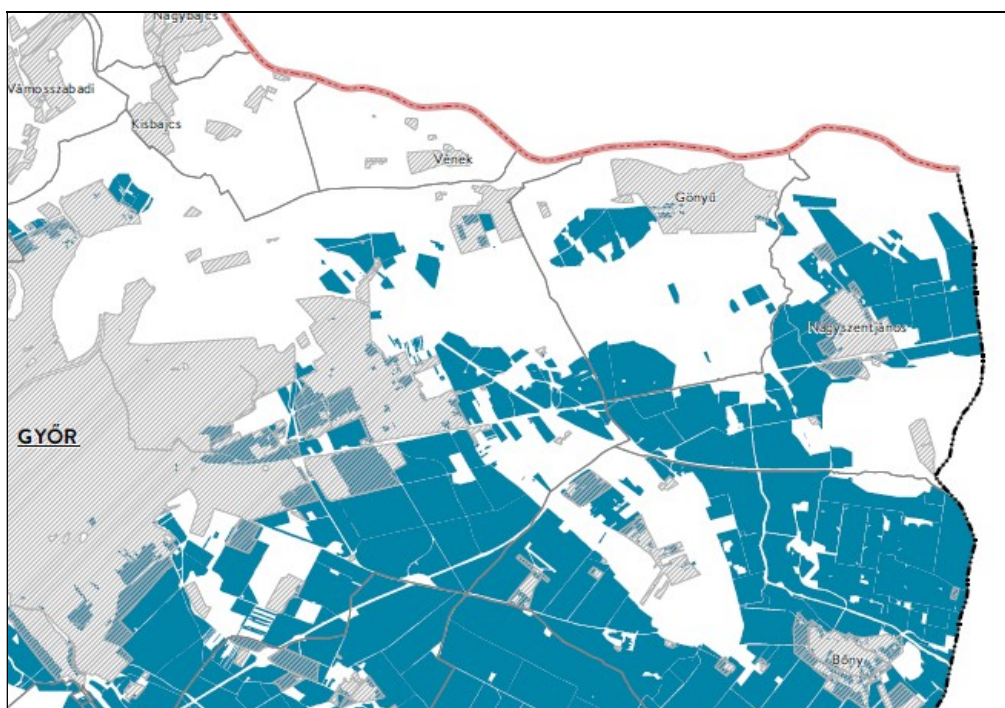 Nagybajcs
Vámosszabadi
Kisbajcs
Vének
Gönyű
Nagyszentjános
GYŐR
Bőny